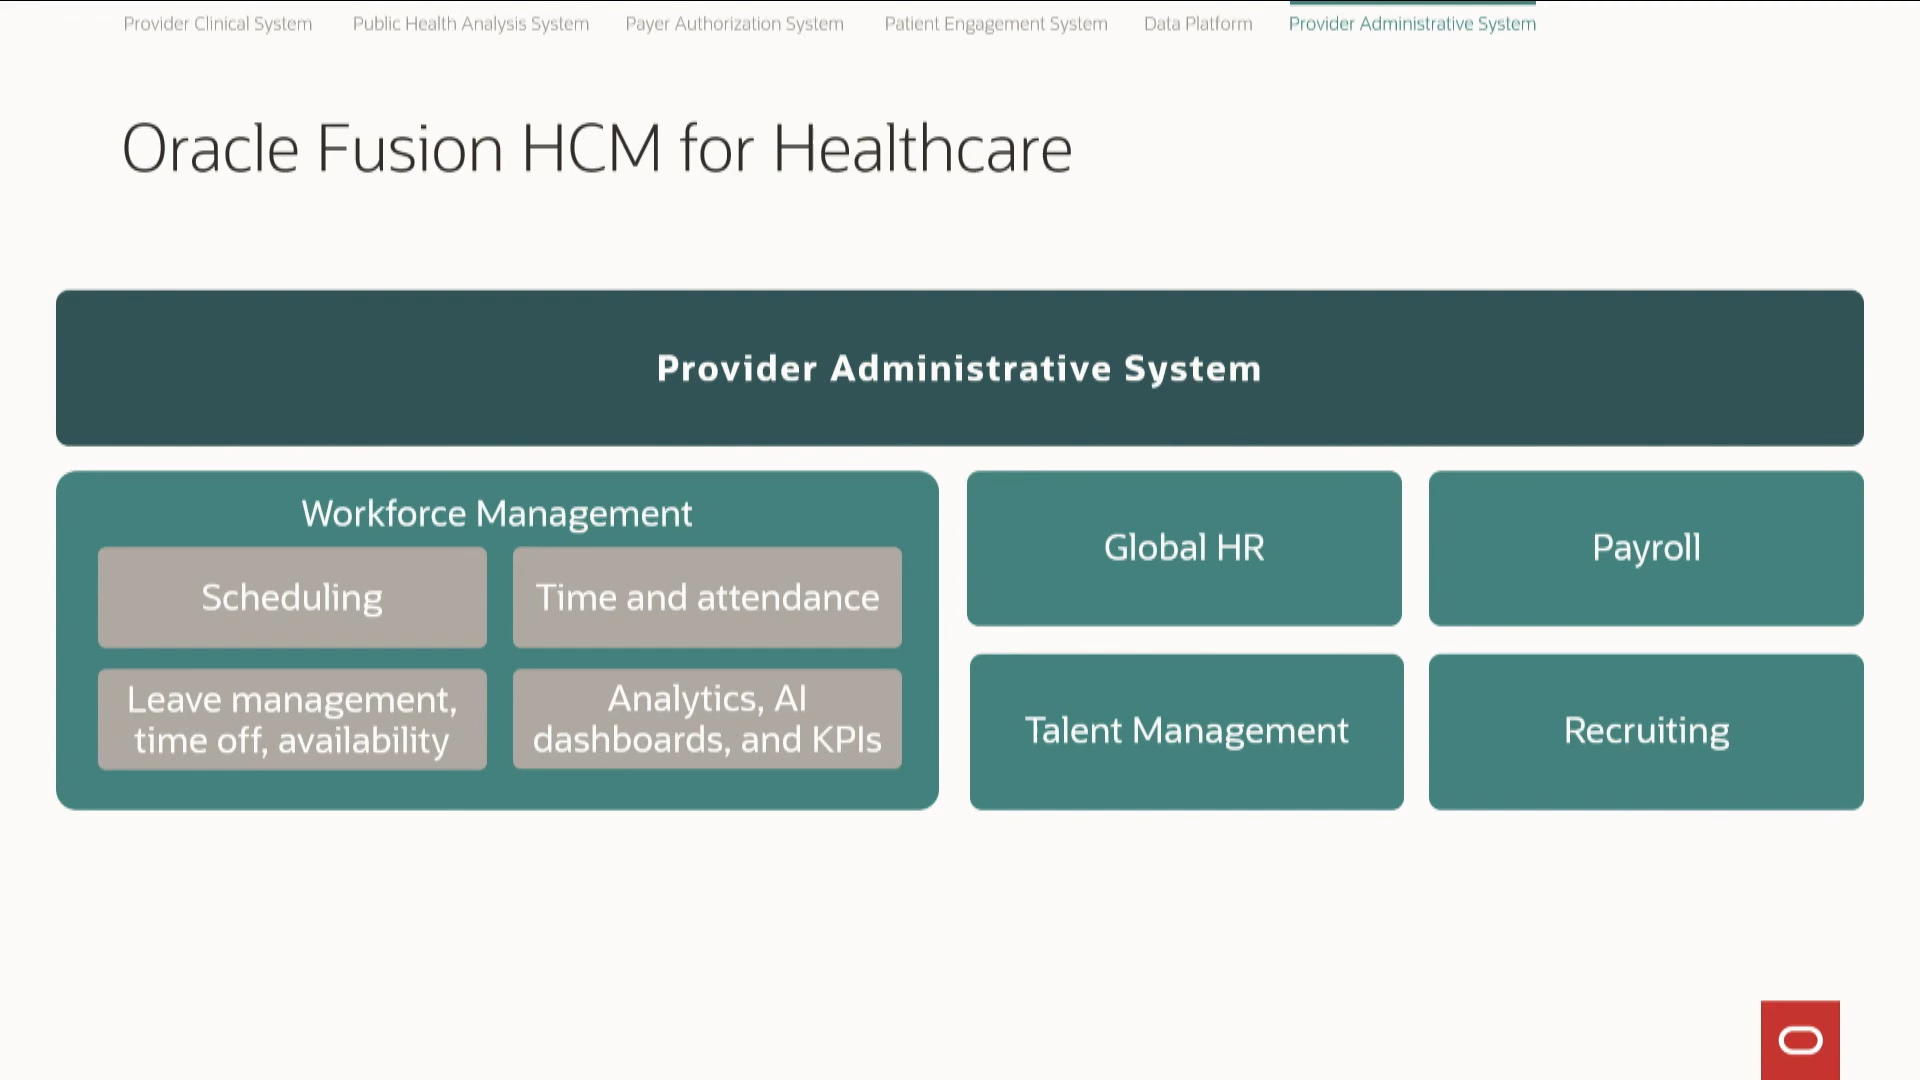 Provider Clinical System
Public Health Analysis System
Payer Authorization System
Patient Engagement System
Data Platform
Provider Administrative System
Oracle Fusion HCM for Healthcare
Provider Administrative System
Workforce Management
Scheduling
Time and attendance
Leave management,
time off, availability
Analytics, AI
dashboards, and KPIs
Global HR
Payroll
Talent Management
Recruiting